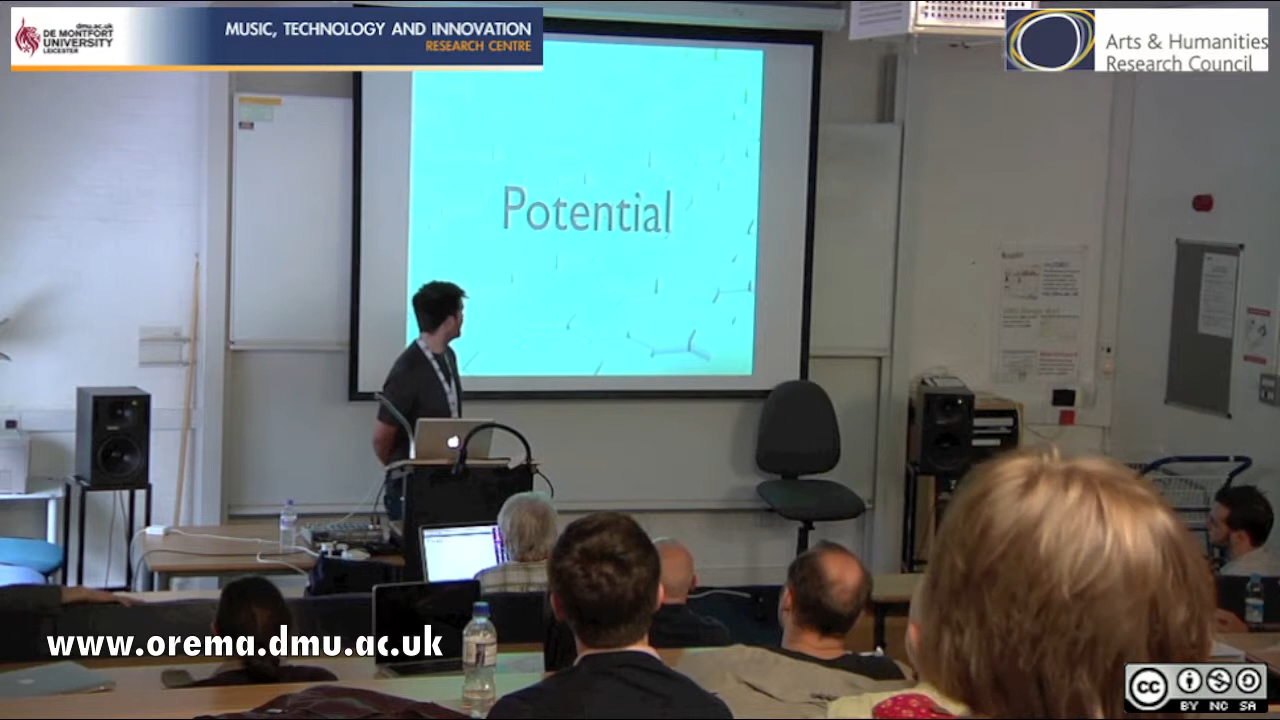 dmu.ac.uk
DE MONTFORT
UNIVERSITY
LEICESTER
MUSIC, TECHNOLOGY AND INNOVATION
RESEARCH CENTRE
Arts & Humanities
Research Council
Potential
www.orema.dmu.ac.uk
cc
BY NC SA